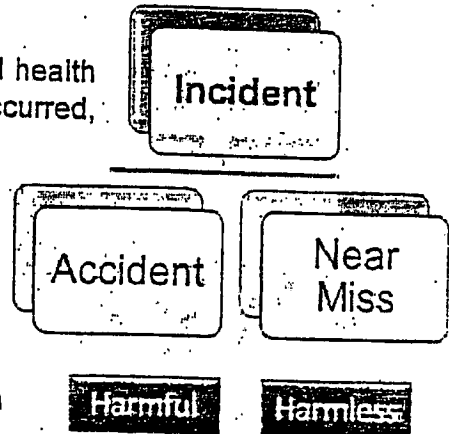 l health
ccurred,
Incident
Accident
Near
Miss
Harmful
Harmless